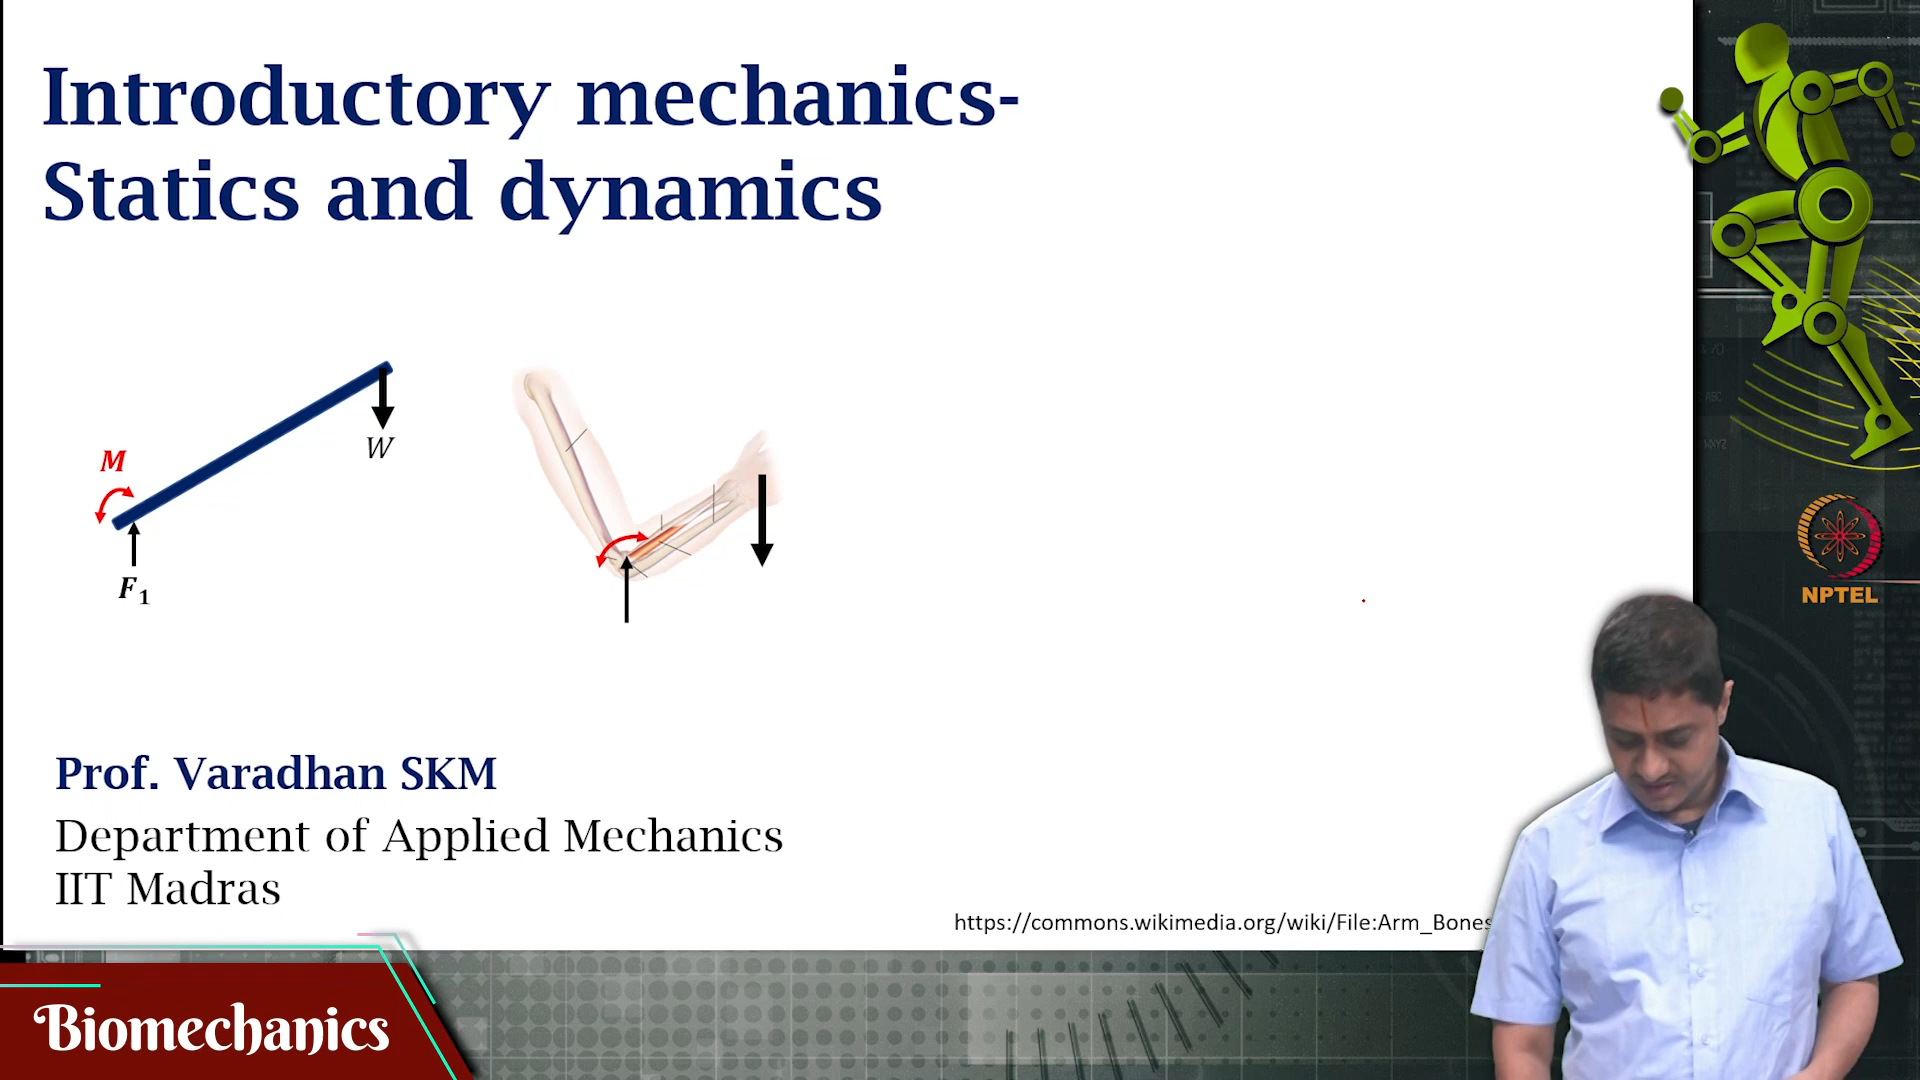 Introductory mechanics-
Statics and dynamics
W
M
F1
Prof. Varadhan SKM
Department of Applied Mechanics
IIT Madras
https://commons.wikimedia.org/wiki/File:Arm_Bones
NPTEL
Biomechanics